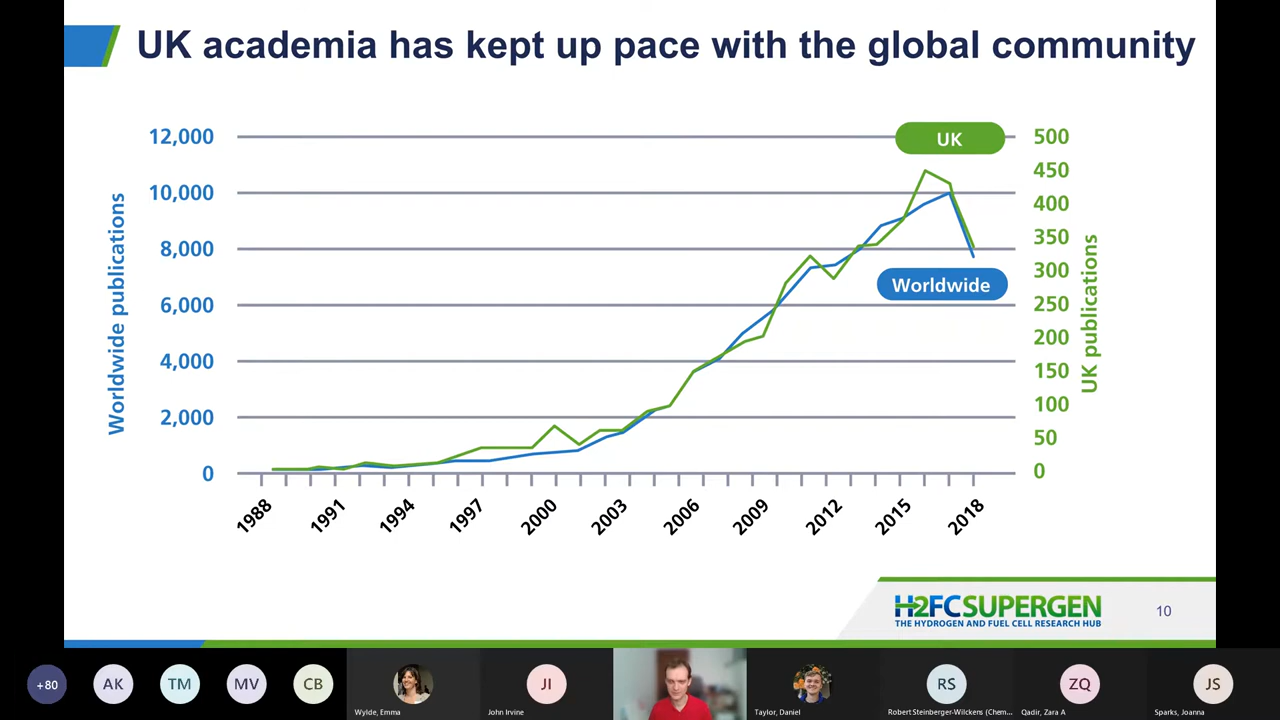 UK academia has kept up pace with the global community
12,000
10,000
8,000
6,000
4,000
2,000
0
Worldwide publications
UK
Worldwide
500
450
400
350
300
250
200
150
100
50
0
UK publications
1988
1991
1994
1997
2000
2003
2006
2009
2012
2015
2018
H2FCSUPERGEN
THE HYDROGEN AND FUEL CELL RESEARCH HUB
10
+80
AK
TM
MV
CB
JI
RS
ZQ
JS
Wylde, Emma
John Irvine
Taylor, Daniel
Robert Steinberger-Wilckens (Chem...
Qadir, Zara A
Sparks, Joanna